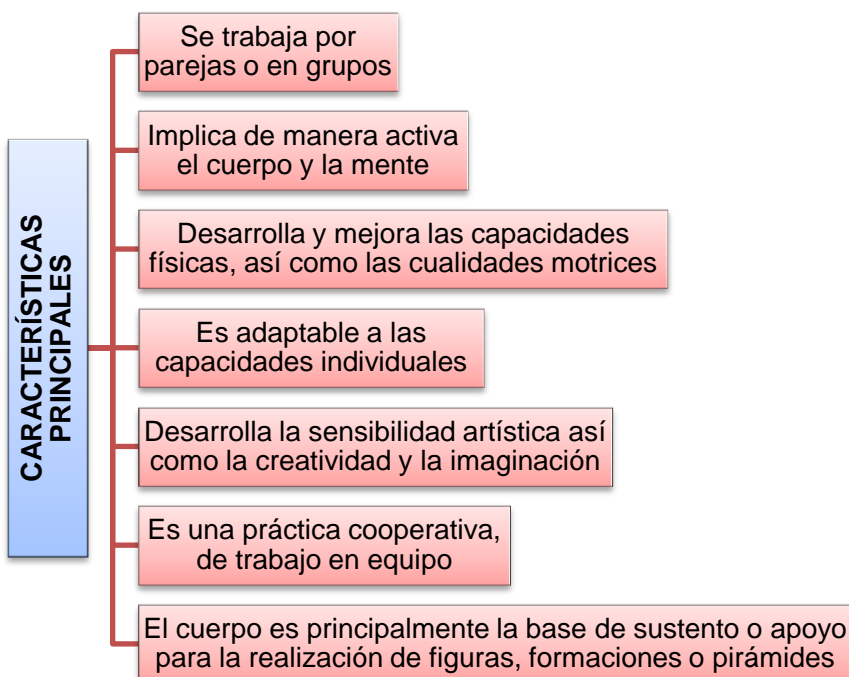 CARACTERÍSTICAS
PRINCIPALES
Se trabaja por
parejas o en grupos
Implica de manera activa
el cuerpo y la mente
Desarrolla y mejora las capacidades
físicas, así como las cualidades motrices
Es adaptable a las
capacidades individuales
Desarrolla la sensibilidad artística así
como la creatividad y la imaginación
Es una práctica cooperativa,
de trabajo en equipo
El cuerpo es principalmente la base de sustento o apoyo
para la realización de figuras, formaciones o pirámides